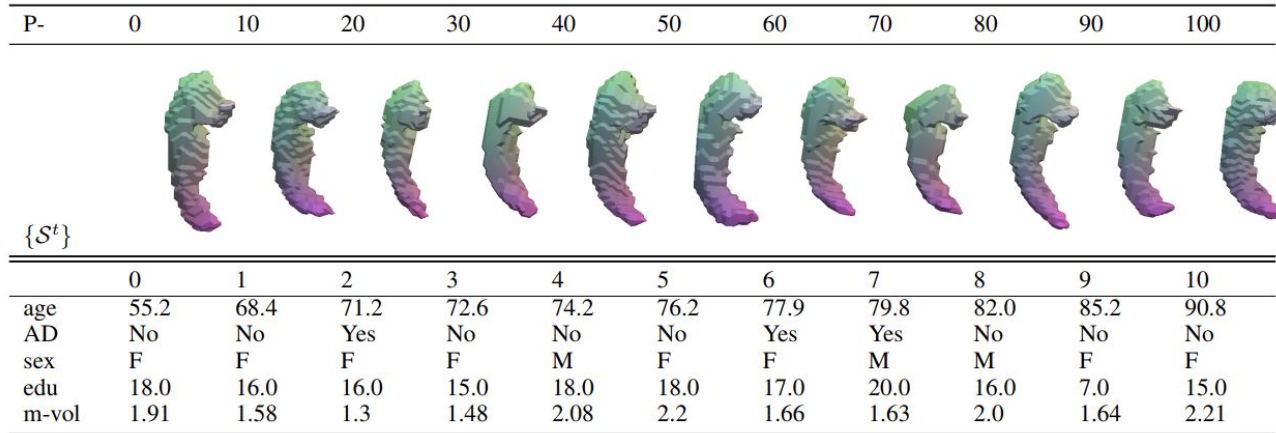 P- 0 10 20 30 40 50 60 70 80 90 100
{S^t}
0 1 2 3 4 5 6 7 8 9 10
age 55.2 68.4 71.2 72.6 74.2 76.2 77.9 79.8 82.0 85.2 90.8
AD No No Yes No No No Yes Yes No No No
sex F F F F M F F M M F F
edu 18.0 16.0 16.0 15.0 18.0 18.0 17.0 20.0 16.0 7.0 15.0
m-vol 1.91 1.58 1.3 1.48 2.08 2.2 1.66 1.63 2.0 1.64 2.21